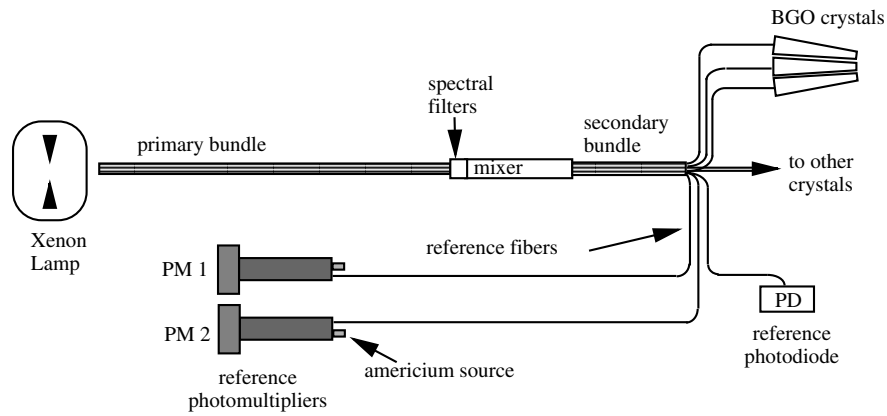 BGO crystals
spectral
filters
primary bundle
secondary
bundle
mixer
to other
crystals
Xenon
Lamp
reference fibers
PM 1
PD
PM 2
reference
photodiode
americium source
reference
photomultipliers